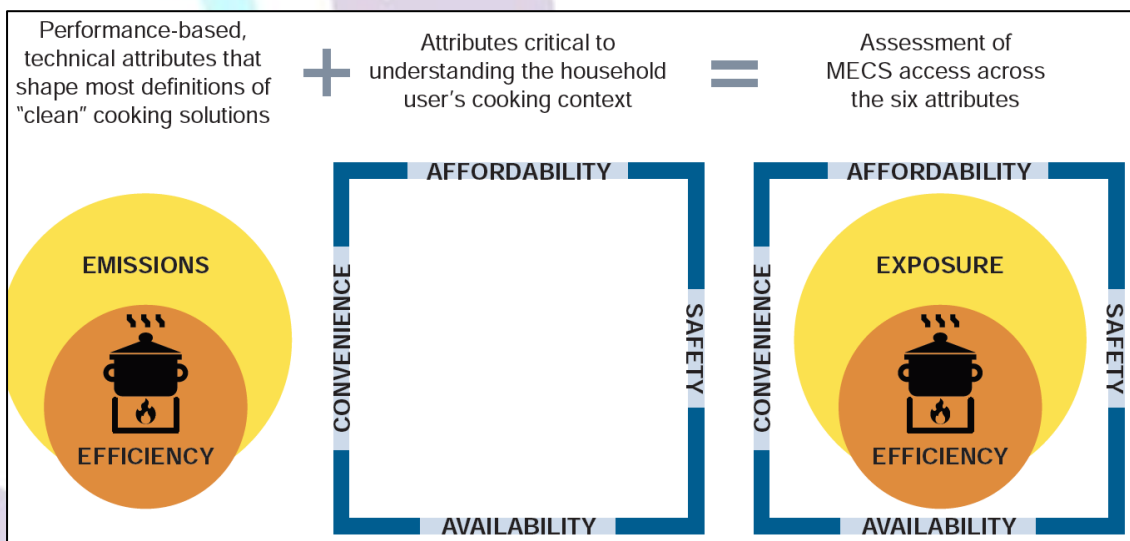 Performance-based,
technical attributes that
shape most definitions of
“clean” cooking solutions
+
Attributes critical to
understanding the household
user’s cooking context
=
Assessment of
MECS access across
the six attributes
EMISSIONS
EFFICIENCY
AFFORDABILITY
CONVENIENCE
SAFETY
AVAILABILITY
AFFORDABILITY
CONVENIENCE
EXPOSURE
EFFICIENCY
SAFETY
AVAILABILITY